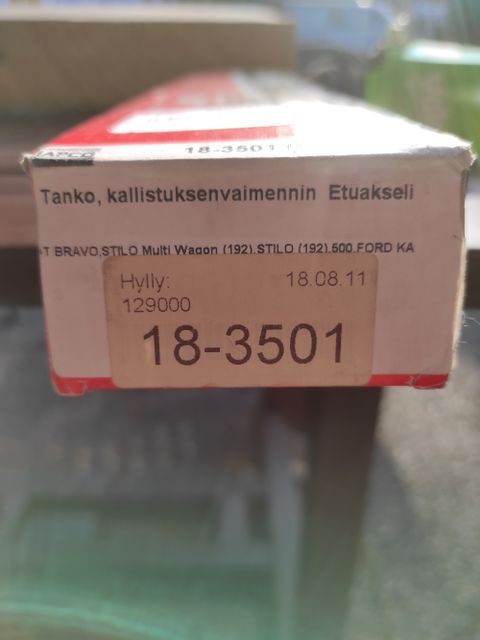 18-3501
Tanko, kallistuksenvaimennin Etuakseli
BRAVO,STILO Multi Wagon (192),STILO (192),500,FORD KA
Hylly: 18.08.11
129000
18-3501